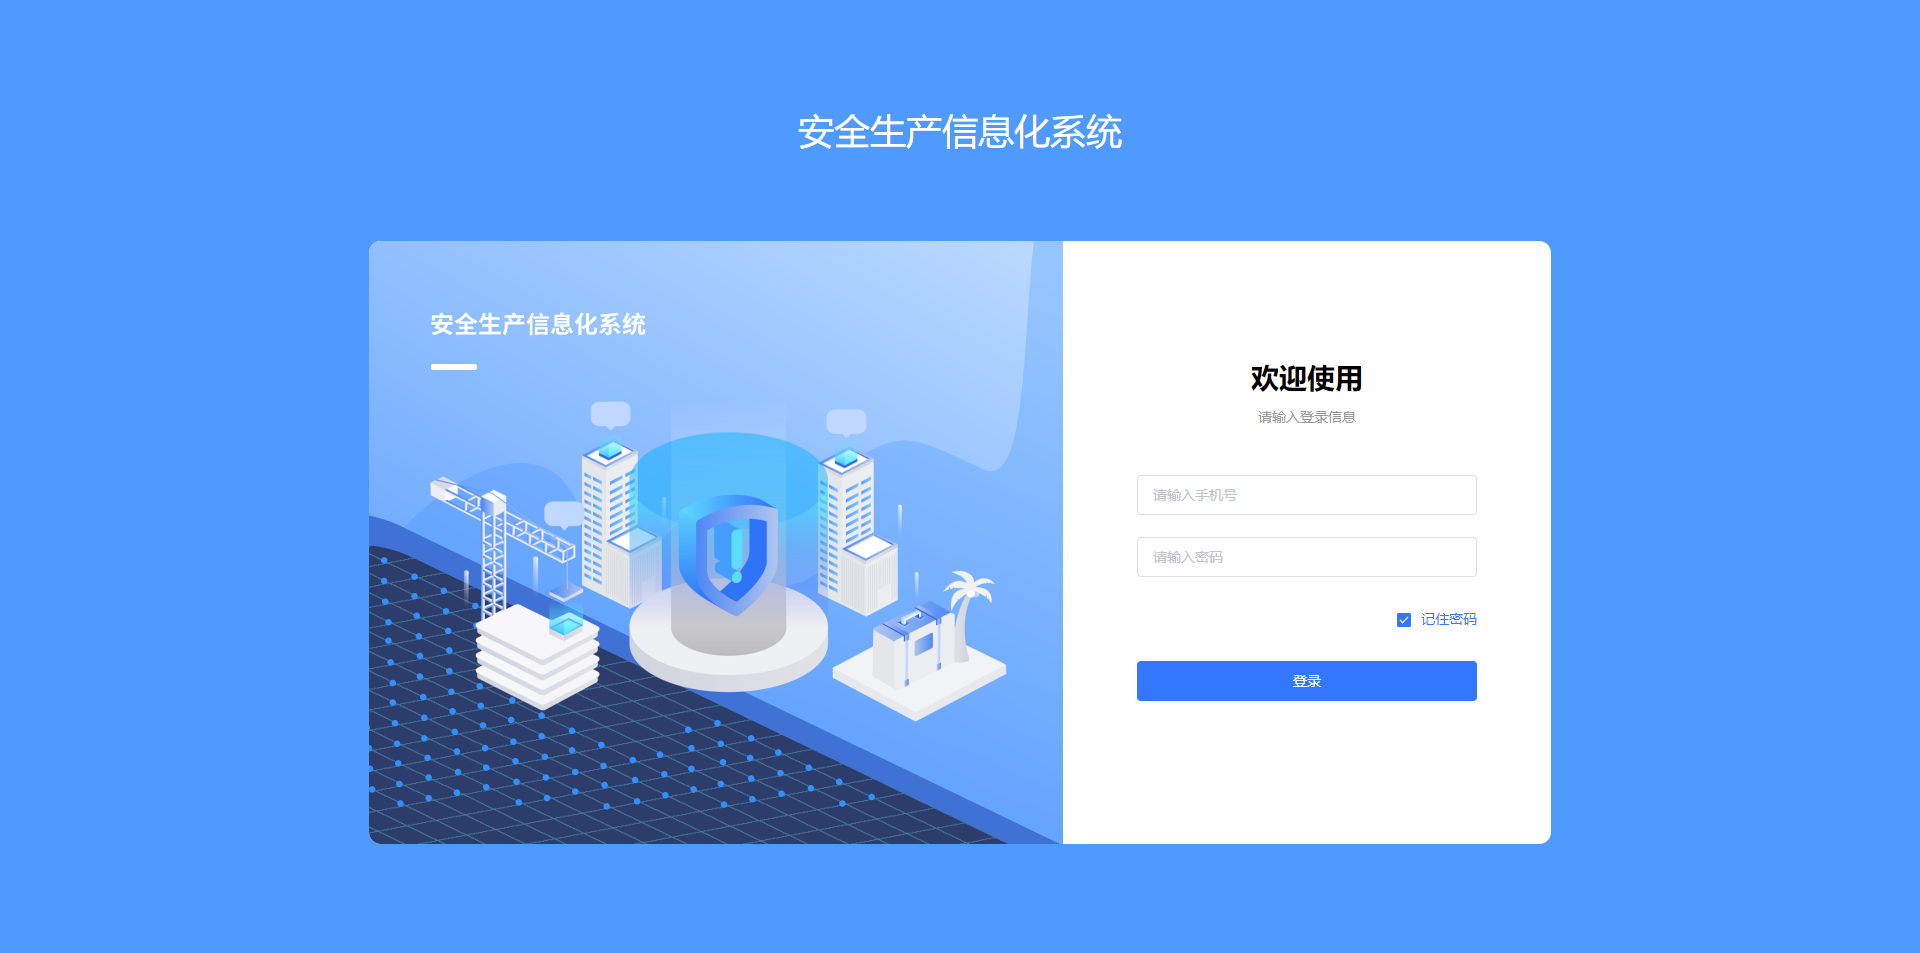 安全生产信息化系统
安全生产信息化系统
欢迎使用
请输入登录信息
请输入手机号
请输入密码
记住密码
登录